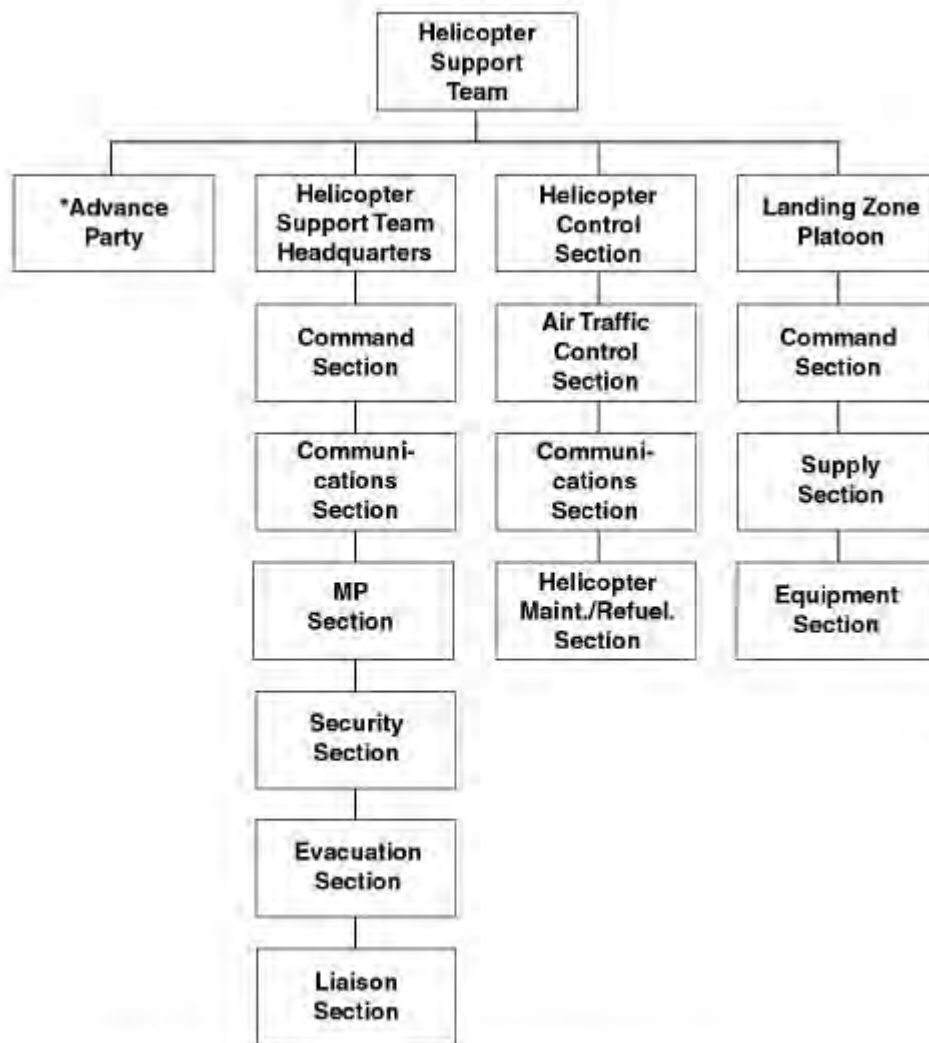 Helicopter
Support
Team
*Advance
Party
Helicopter
Support Team
Headquarters
Helicopter
Control
Section
Landing Zone
Platoon
Command
Section
Air Traffic
Control
Section
Command
Section
Communi-
cations
Section
Communi-
cations
Section
Supply
Section
MP
Section
Helicopter
Maint./Refuel.
Section
Equipment
Section
Security
Section
Evacuation
Section
Liaison
Section